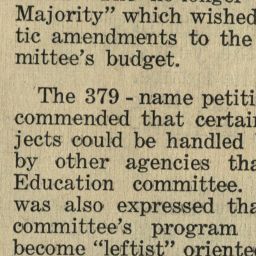 Majority” which wished
tic amendments to the
mittee’s budget.
The 379 - name petiti
commended that certai
jects could be handled
by other agencies tha
Education committee.
was also expressed tha
committee’s program
become “leftist” oriente